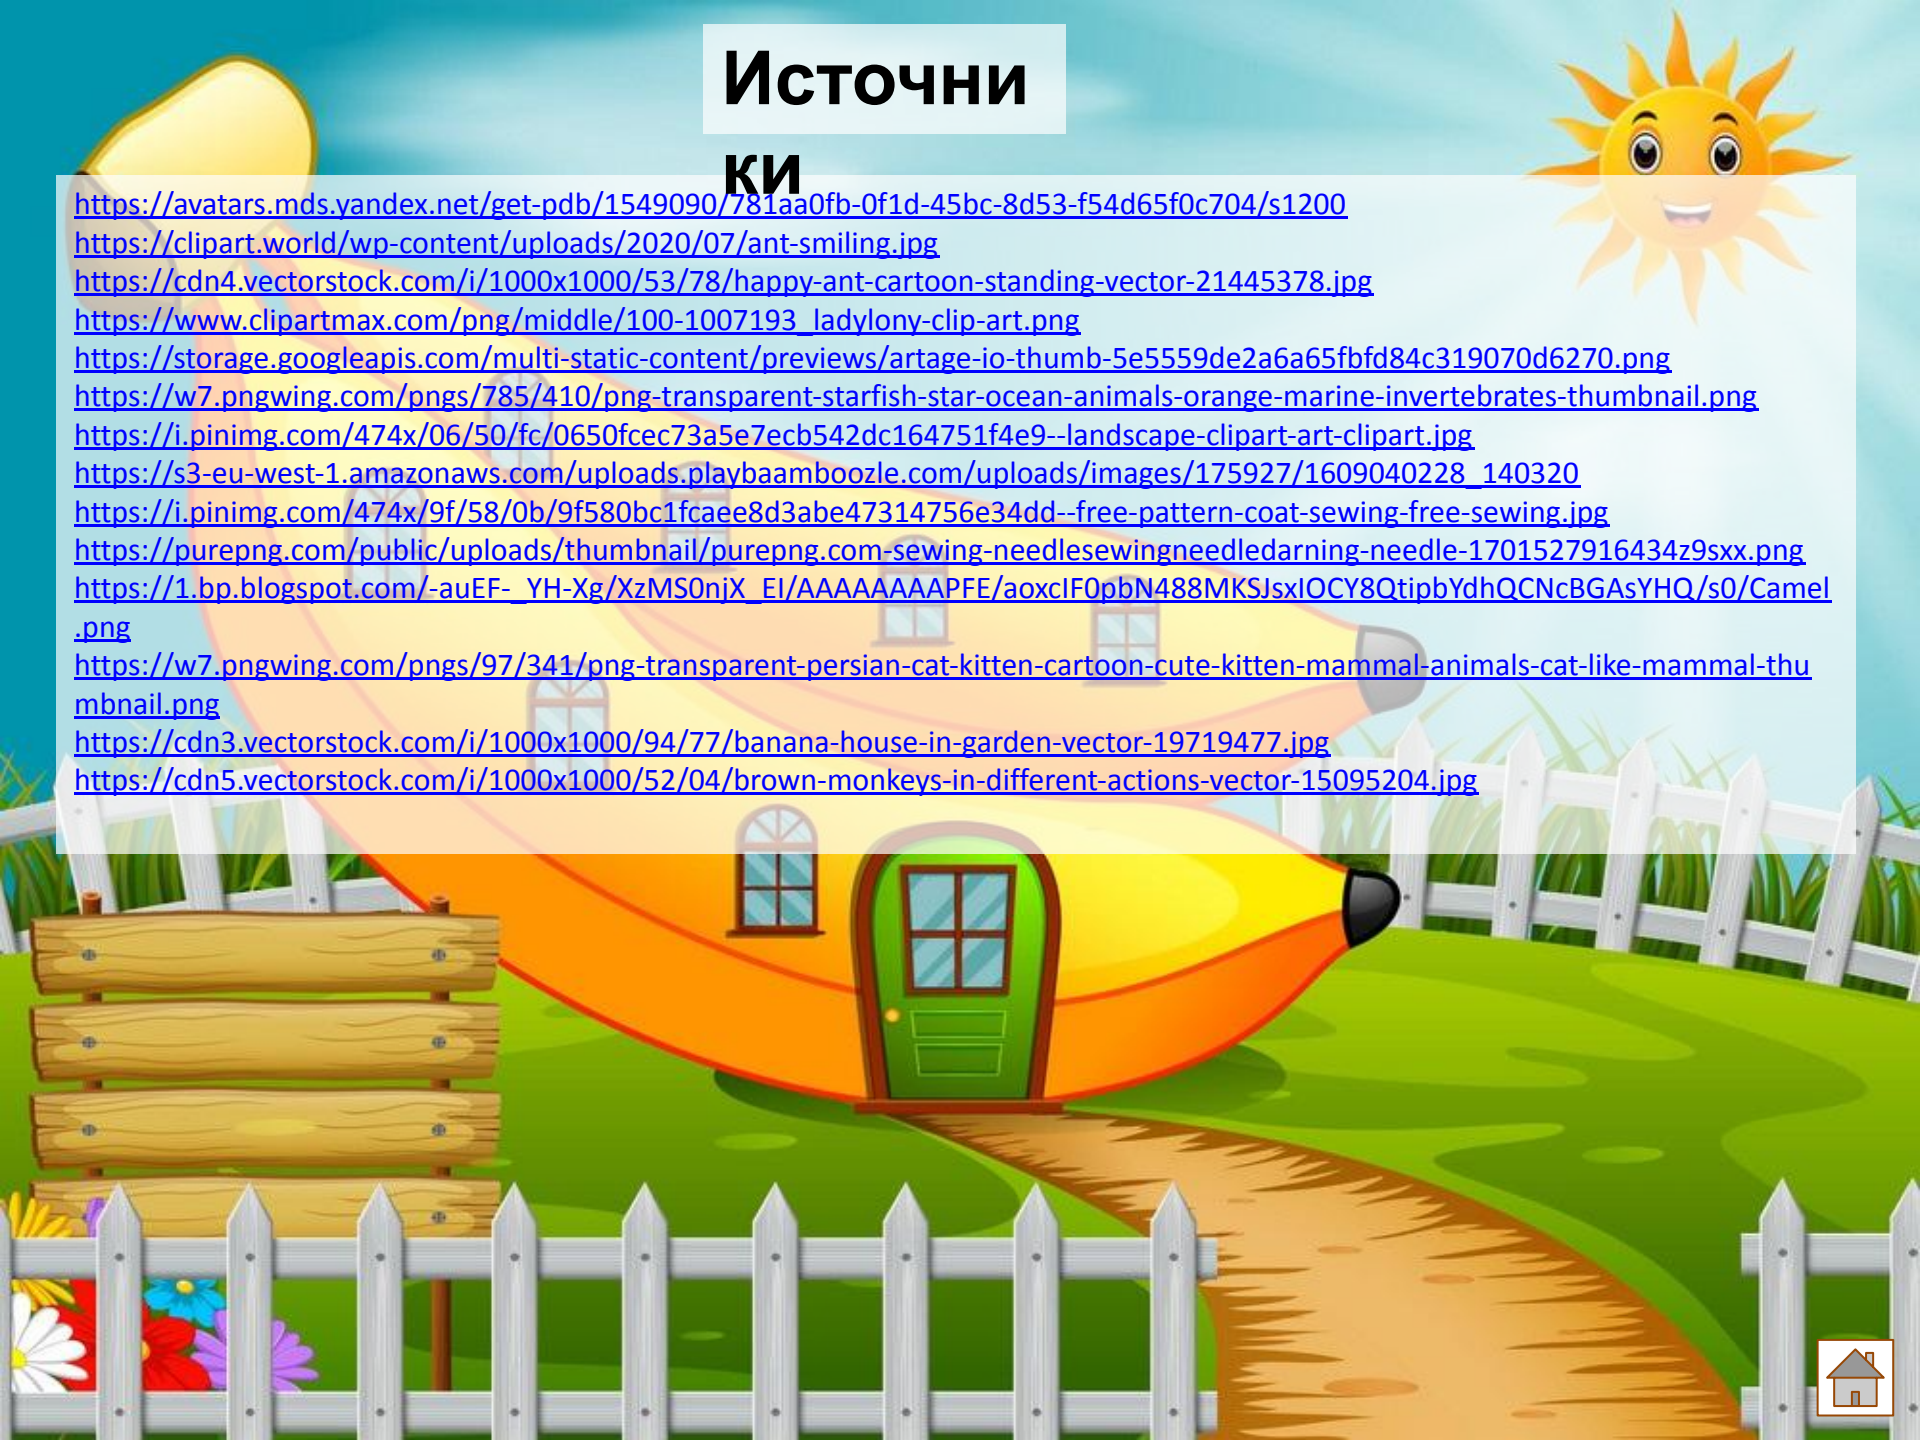 Источни
ки
https://avatars.mds.yandex.net/get-pdb/1549090/781aa0fb-0f1d-45bc-8d53-f54d65f0c704/s1200
https://clipart.world/wp-content/uploads/2020/07/ant-smiling.jpg
https://cdn4.vectorstock.com/i/1000x1000/53/78/happy-ant-cartoon-standing-vector-21445378.jpg
https://www.clipartmax.com/png/middle/100-1007193_ladylony-clip-art.png
https://storage.googleapis.com/multi-static-content/previews/artage-io-thumb-5e5559de2a6a65fbfd84c319070d6270.png
https://w7.pngwing.com/pngs/785/410/png-transparent-starfish-star-ocean-animals-orange-marine-invertebrates-thumbnail.png
https://i.pinimg.com/474x/06/50/fc/0650fcec73a5e7ecb542dc164751f4e9--landscape-clipart-art-clipart.jpg
https://s3-eu-west-1.amazonaws.com/uploads.playbaamboozle.com/uploads/images/175927/1609040228_140320
https://i.pinimg.com/474x/9f/58/0b/9f580bc1fcaee8d3abe47314756e34dd--free-pattern-coat-sewing-free-sewing.jpg
https://purepng.com/public/uploads/thumbnail/purepng.com-sewing-needlesewingneedledarning-needle-1701527916434z9sxx.png
https://1.bp.blogspot.com/-auEF-_YH-Xg/XzMS0njX_EI/AAAAAAAAPFE/aoxcIF0pbN488MKSJsxIOCY8QtipbYdhQCNcBGAsYHQ/s0/Camel
.png
https://w7.pngwing.com/pngs/97/341/png-transparent-persian-cat-kitten-cartoon-cute-kitten-mammal-animals-cat-like-mammal-thu
mbnail.png
https://cdn3.vectorstock.com/i/1000x1000/94/77/banana-house-in-garden-vector-19719477.jpg
https://cdn5.vectorstock.com/i/1000x1000/52/04/brown-monkeys-in-different-actions-vector-15095204.jpg